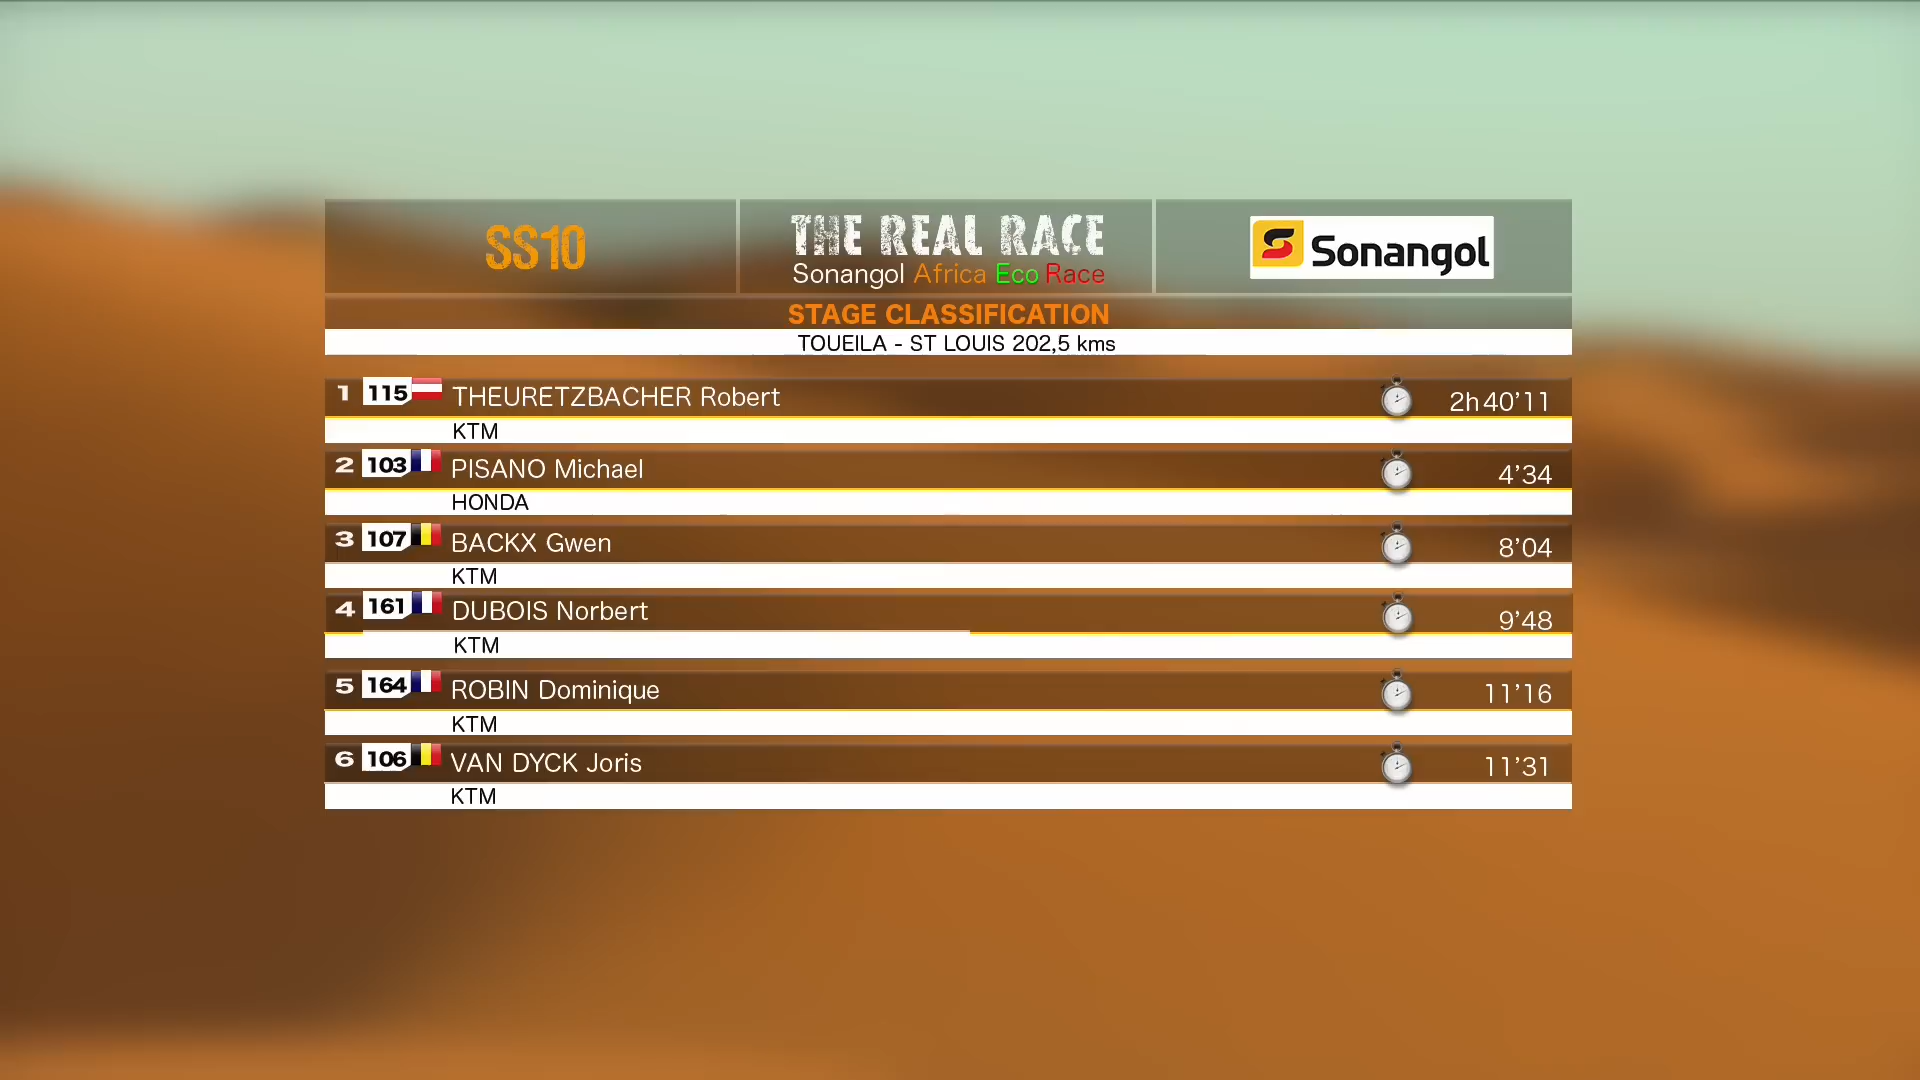 SS10
THE REAL RACE
Sonangol Africa Eco Race
Sonangol
STAGE CLASSIFICATION
TOUEILA - ST LOUIS 202,5 kms
1 115 THEURETZBACHER Robert 2h40'11
KTM
2 103 PISANO Michael 4'34
HONDA
3 107 BACKX Gwen 8'04
KTM
4 161 DUBOIS Norbert 9'48
KTM
5 164 ROBIN Dominique 11'16
KTM
6 106 VAN DYCK Joris 11'31
KTM